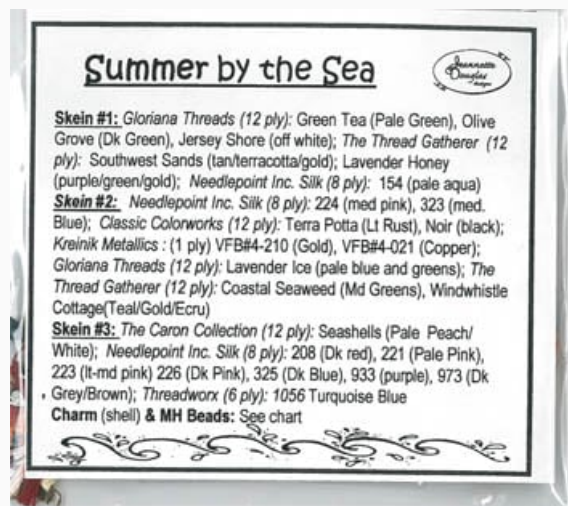 Summer by the Sea
Jeannette
Douglas
designs
Skein #1: Gloriana Threads (12 ply): Green Tea (Pale Green), Olive
Grove (Dk Green), Jersey Shore (off white); The Thread Gatherer (12
ply): Southwest Sands (tan/terracotta/gold); Lavender Honey
(purple/green/gold); Needlepoint Inc. Silk (8 ply): 154 (pale aqua)
Skein #2: Needlepoint Inc. Silk (8 ply): 224 (med pink), 323 (med.
Blue); Classic Colorworks (12 ply): Terra Potta (Lt Rust), Noir (black);
Kreinik Metallics : (1 ply) VFB#4-210 (Gold), VFB#4-021 (Copper);
Gloriana Threads (12 ply): Lavender Ice (pale blue and greens); The
Thread Gatherer (12 ply): Coastal Seaweed (Md Greens), Windwhistle
Cottage(Teal/Gold/Ecru)
Skein #3: The Caron Collection (12 ply): Seashells (Pale Peach/
White); Needlepoint Inc. Silk (8 ply): 208 (Dk red), 221 (Pale Pink),
223 (lt-md pink) 226 (Dk Pink), 325 (Dk Blue), 933 (purple), 973 (Dk
Grey/Brown); Threadworx (6 ply): 1056 Turquoise Blue
Charm (shell) & MH Beads: See chart